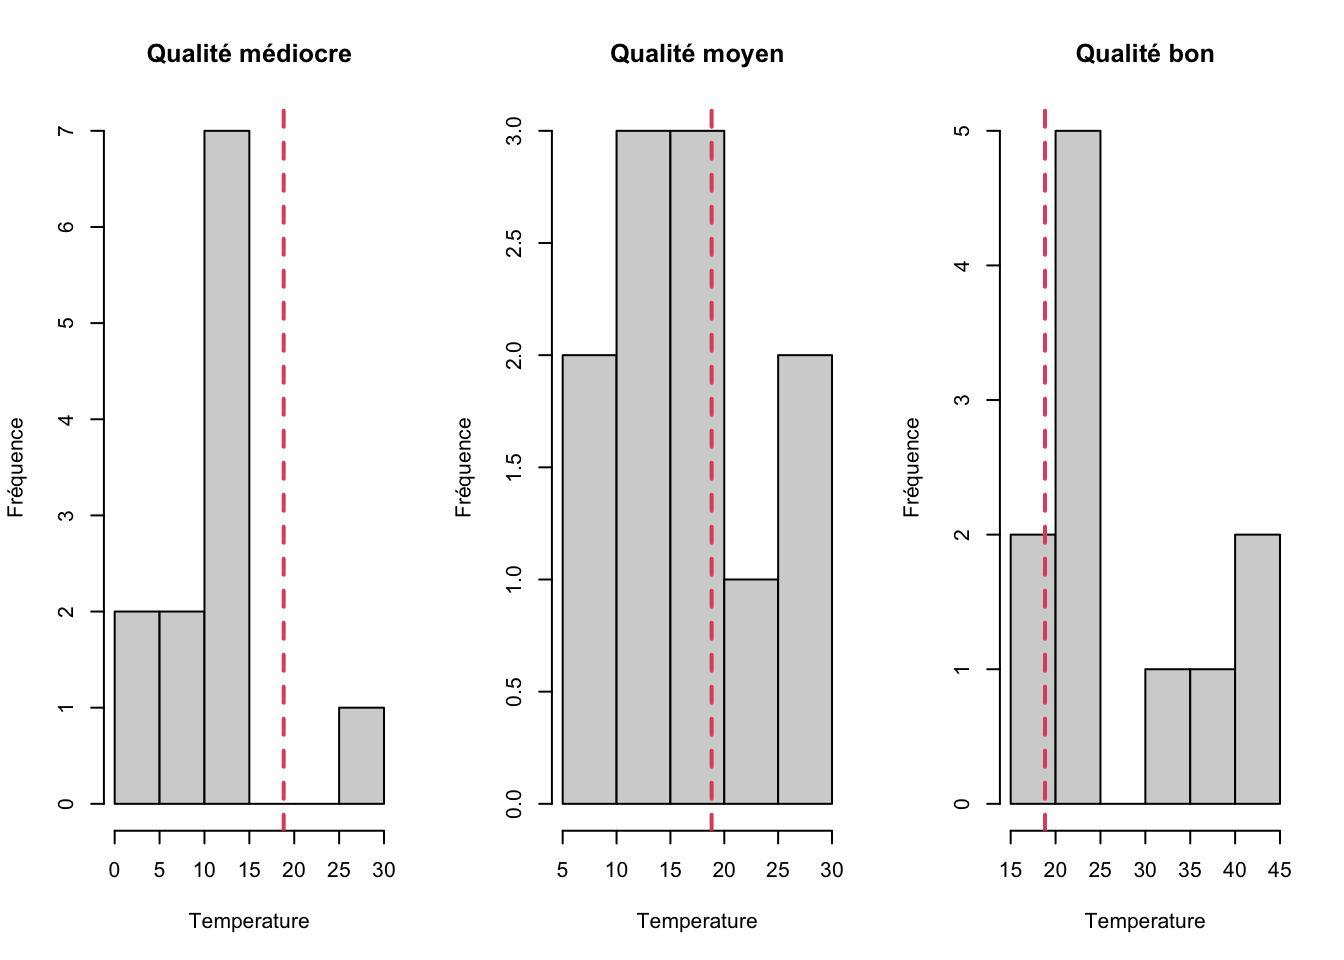 Qualité médiocre
Fréquence
7
6
5
4
3
2
1
0
0 5 10 15 20 25 30
Temperature
Qualité moyen
Fréquence
3.0
2.5
2.0
1.5
1.0
0.5
0.0
5 10 15 20 25 30
Temperature
Qualité bon
Fréquence
5
4
3
2
1
0
15 20 25 30 35 40 45
Temperature